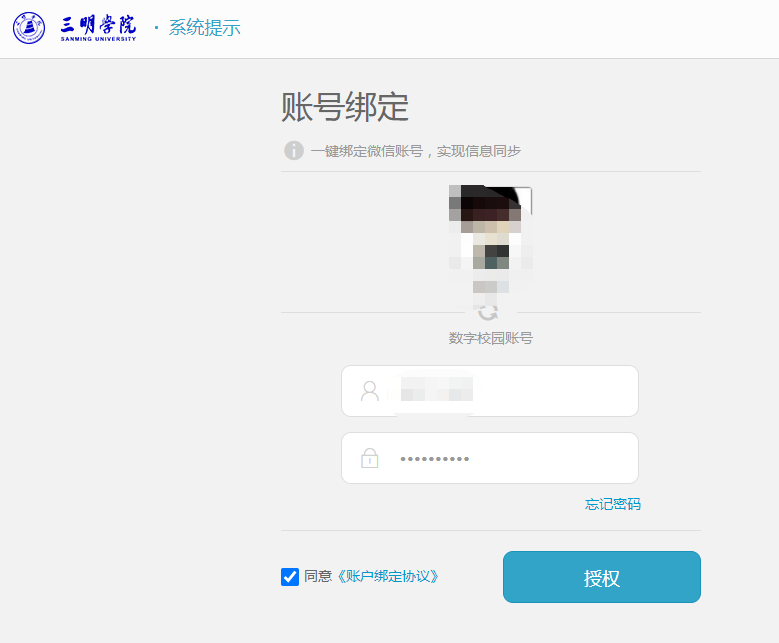 三明学院
SANMING UNIVERSITY
· 系统提示
账号绑定
一键绑定微信账号，实现信息同步
数字校园账号
••••••••••
忘记密码
同意《账户绑定协议》
授权